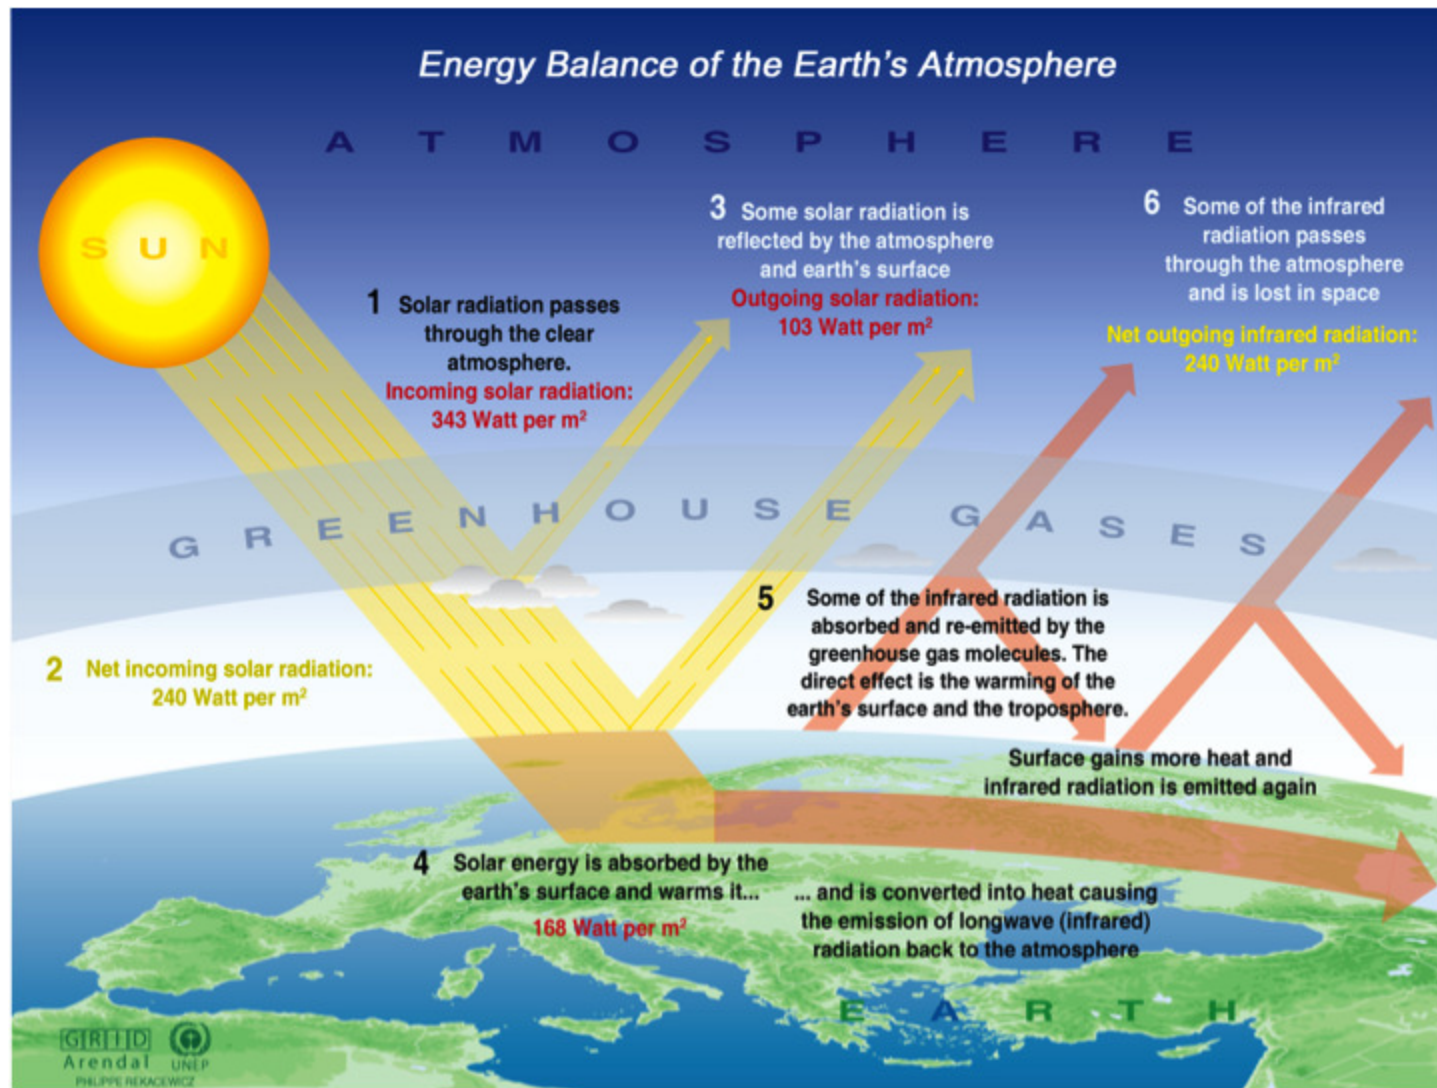 Energy Balance of the Earth's Atmosphere
ATMOSPHERE
SUN
1 Solar radiation passes
through the clear
atmosphere.
Incoming solar radiation:
343 Watt per m²
3 Some solar radiation is
reflected by the atmosphere
and earth's surface
Outgoing solar radiation:
103 Watt per m²
6 Some of the infrared
radiation passes
through the atmosphere
and is lost in space
Net outgoing infrared radiation:
240 Watt per m²
GREENHOUSE GASES
2 Net incoming solar radiation:
240 Watt per m²
5 Some of the infrared radiation is
absorbed and re-emitted by the
greenhouse gas molecules. The
direct effect is the warming of the
earth's surface and the troposphere.
Surface gains more heat and
infrared radiation is emitted again
4 Solar energy is absorbed by the
earth's surface and warms it...
168 Watt per m²
... and is converted into heat causing
the emission of longwave (infrared)
radiation back to the atmosphere
EARTH
GRID
Arendal
UNEP
PHILIPPE REKACEWICZ